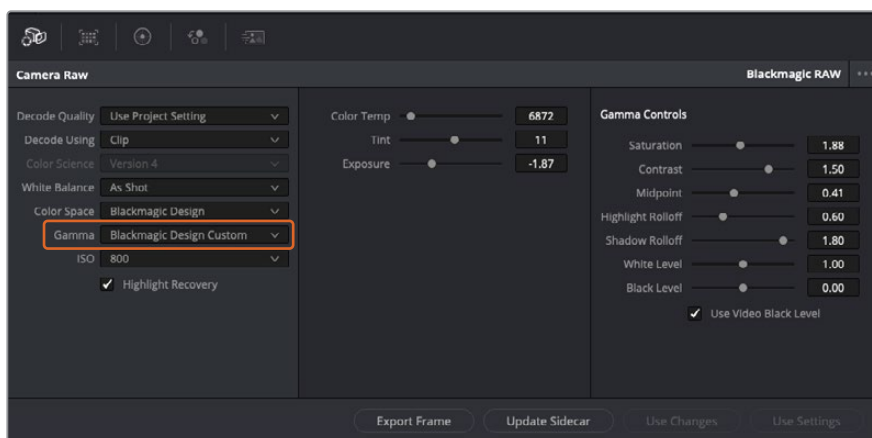 Camera Raw
Blackmagic RAW
Decode Quality Use Project Setting
Decode Using Clip
Color Science Version 4
White Balance As Shot
Color Space Blackmagic Design
Gamma Blackmagic Design Custom
ISO 800
Highlight Recovery
Color Temp 6872
Tint 11
Exposure -1.87
Gamma Controls
Saturation 1.88
Contrast 1.50
Midpoint 0.41
Highlight Rolloff 0.60
Shadow Rolloff 1.80
White Level 1.00
Black Level 0.00
Use Video Black Level
Export Frame
Update Sidecar
Use Changes
Use Settings